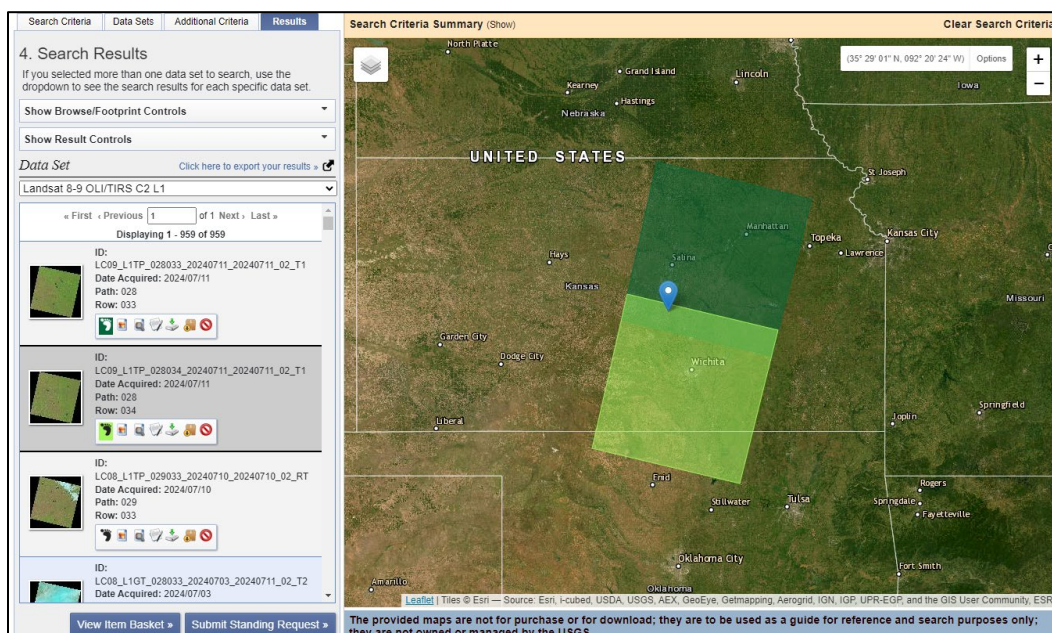 Search Criteria
Data Sets
Additional Criteria
Results
4. Search Results
If you selected more than one data set to search, use the
dropdown to see the search results for each specific data set.
Show Browse/Footprint Controls
Show Result Controls
Data Set
Click here to export your results »
Landsat 8-9 OLI/TIRS C2 L1
« First ‹ Previous 1 of 1 Next › Last »
Displaying 1 - 959 of 959
ID:
LC09_L1TP_028033_20240711_20240711_02_T1
Date Acquired: 2024/07/11
Path: 028
Row: 033
ID:
LC09_L1TP_028034_20240711_20240711_02_T1
Date Acquired: 2024/07/11
Path: 028
Row: 034
ID:
LC08_L1TP_029033_20240710_20240710_02_RT
Date Acquired: 2024/07/10
Path: 029
Row: 033
ID:
LC08_L1GT_028033_20240703_20240711_02_T2
Date Acquired: 2024/07/03
View Item Basket »
Submit Standing Request »
Search Criteria Summary (Show)
Clear Search Criteria
(35° 29' 01" N, 092° 20' 24" W)
Options
+
−
North Platte
Grand Island
Lincoln
Iowa
Kearney
Hastings
Nebraska
UNITED STATES
St Joseph
Manhattan
Topeka
Kansas City
Lawrence
Hays
Salina
Kansas
Missouri
Garden City
Dodge City
Wichita
Liberal
Joplin
Springfield
Enid
Stillwater
Tulsa
Rogers
Springdale
Fayetteville
Oklahoma City
Fort Smith
Amarillo
Oklahoma
Leaflet | Tiles © Esri — Source: Esri, i-cubed, USDA, USGS, AEX, GeoEye, Getmapping, Aerogrid, IGN, IGP, UPR-EGP, and the GIS User Community, ESRI
The provided maps are not for purchase or for download; they are to be used as a guide for reference and search purposes only;
they are not owned or managed by the USGS.